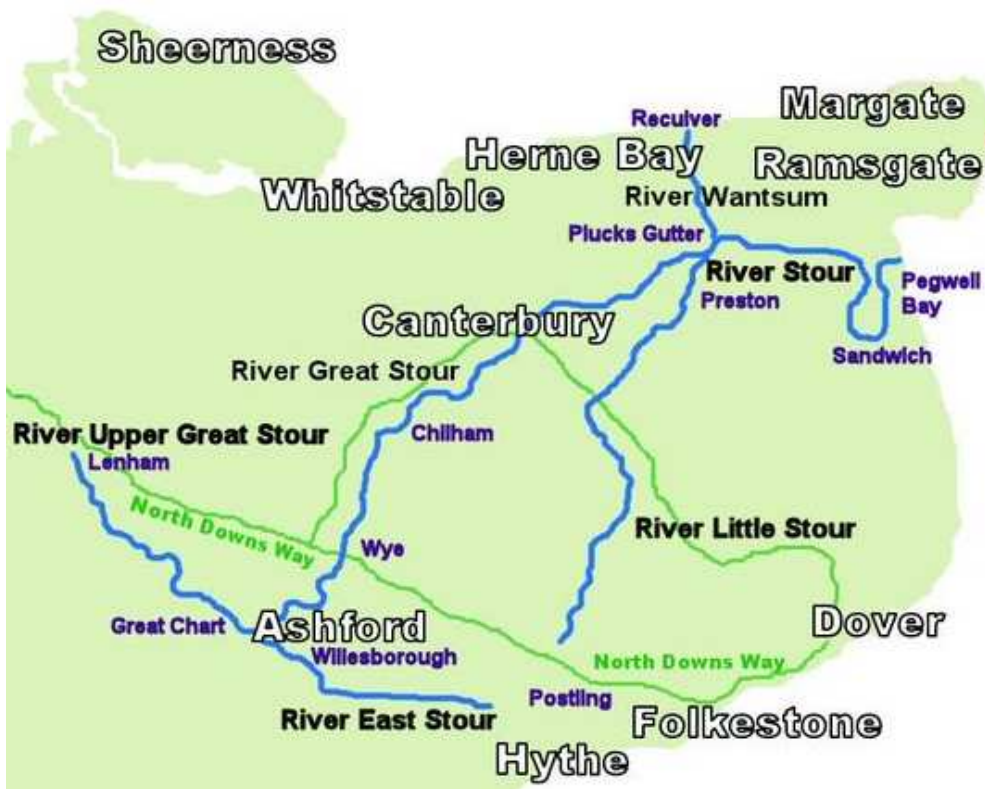 Sheerness
Margate
Reculver
Herne Bay
Ramsgate
Whitstable
River Wantsum
Plucks Gutter
River Stour
Pegwell
Bay
Preston
Canterbury
Sandwich
River Great Stour
River Upper Great Stour
Chilham
Lenham
North Downs Way
River Little Stour
Wye
Great Chart
Ashford
Dover
Willesborough
North Downs Way
Postling
River East Stour
Folkestone
Hythe